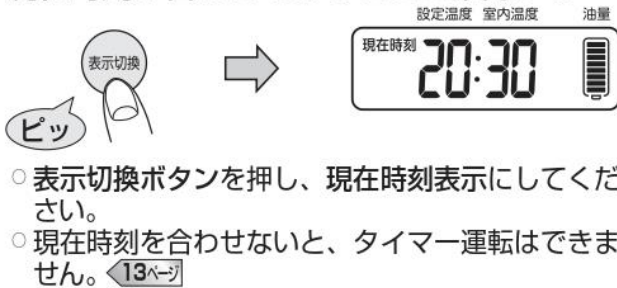 設定温度 室内温度 油量
表示切換
現在時刻 20:30
ピッ
○表示切換ボタンを押し、現在時刻表示にしてくだ
さい。
○現在時刻を合わせないと、タイマー運転はできま
せん。13ページ